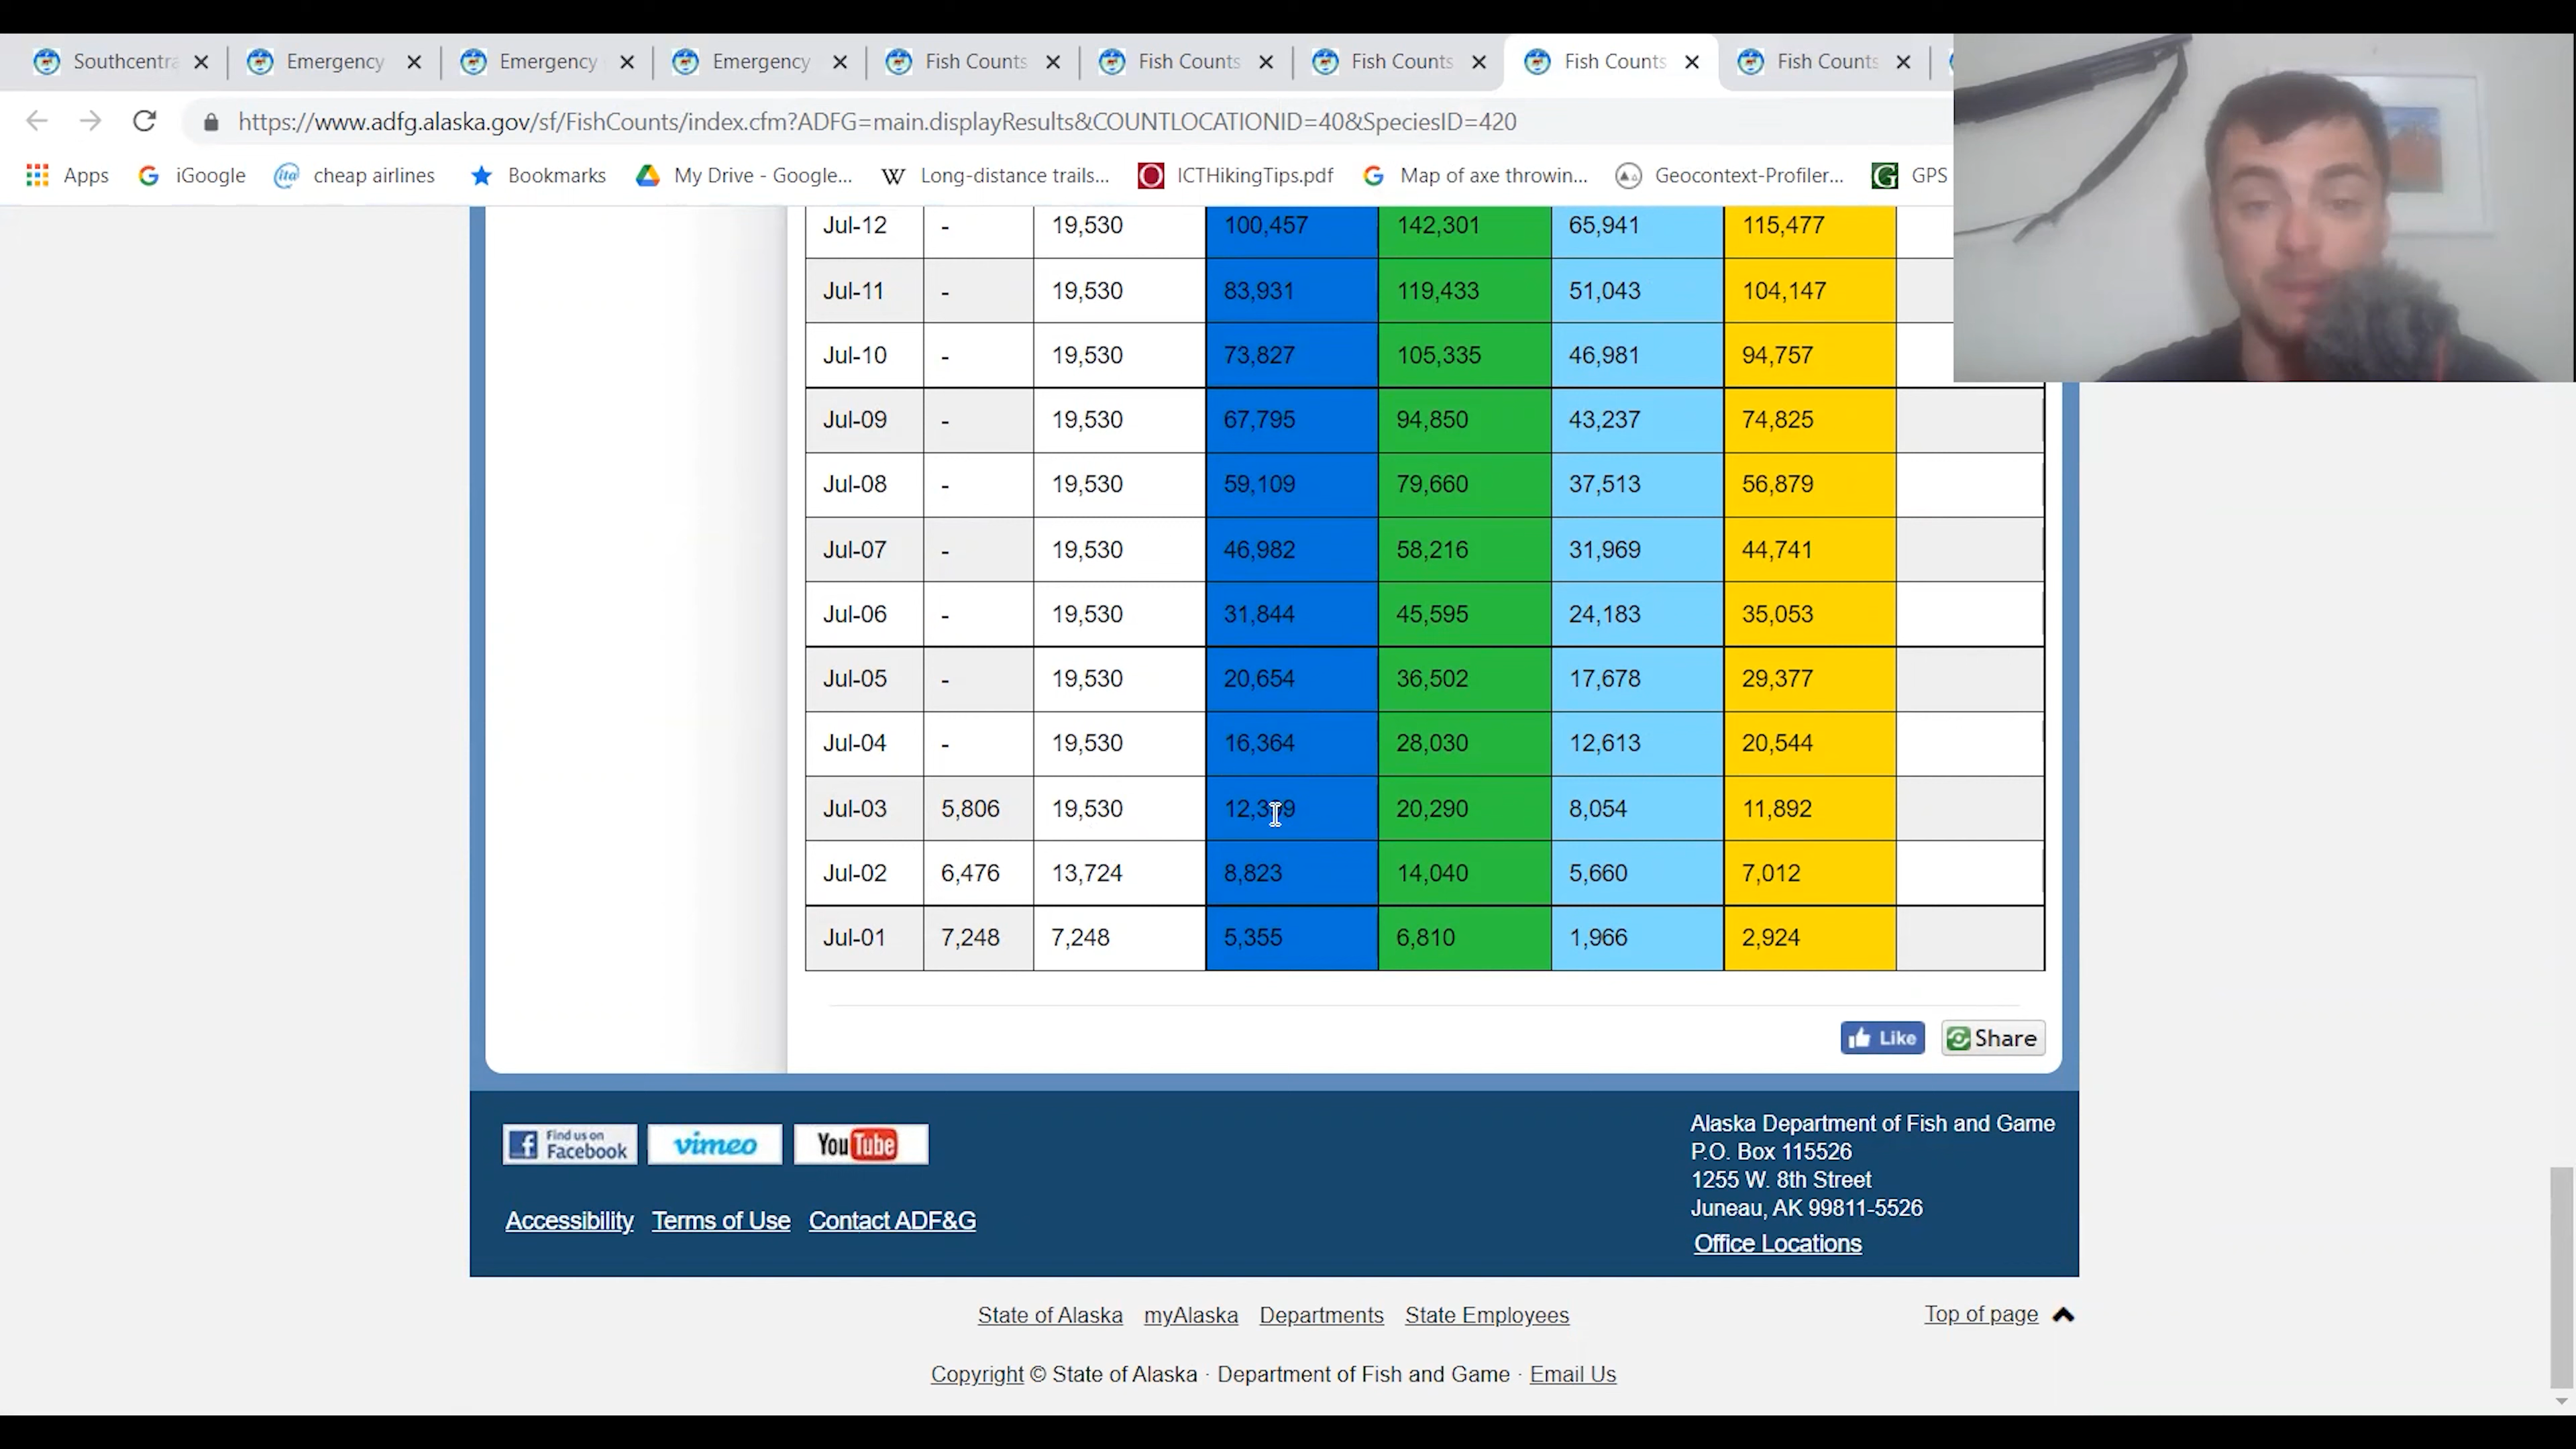 Southcentra Emergency Emergency Emergency Fish Counts Fish Counts Fish Counts Fish Counts Fish Counts
https://www.adfg.alaska.gov/sf/FishCounts/index.cfm?ADFG=main.displayResults&COUNTLOCATIONID=40&SpeciesID=420
Apps iGoogle ita cheap airlines Bookmarks My Drive - Google... W Long-distance trails... ICTHikingTips.pdf Map of axe throwin... Geocontext-Profiler... GPS
Jul-12 - 19,530 100,457 142,301 65,941 115,477
Jul-11 - 19,530 83,931 119,433 51,043 104,147
Jul-10 - 19,530 73,827 105,335 46,981 94,757
Jul-09 - 19,530 67,795 94,850 43,237 74,825
Jul-08 - 19,530 59,109 79,660 37,513 56,879
Jul-07 - 19,530 46,982 58,216 31,969 44,741
Jul-06 - 19,530 31,844 45,595 24,183 35,053
Jul-05 - 19,530 20,654 36,502 17,678 29,377
Jul-04 - 19,530 16,364 28,030 12,613 20,544
Jul-03 5,806 19,530 20,290 8,054 11,892
Jul-02 6,476 13,724 8,823 14,040 5,660 7,012
Jul-01 7,248 7,248 5,355 6,810 1,966 2,924
Like Share
Find us on Facebook vimeo YouTube
Alaska Department of Fish and Game
P.O. Box 115526
1255 W. 8th Street
Juneau, AK 99811-5526
Office Locations
Accessibility Terms of Use Contact ADF&G
State of Alaska myAlaska Departments State Employees Top of page
Copyright © State of Alaska · Department of Fish and Game · Email Us